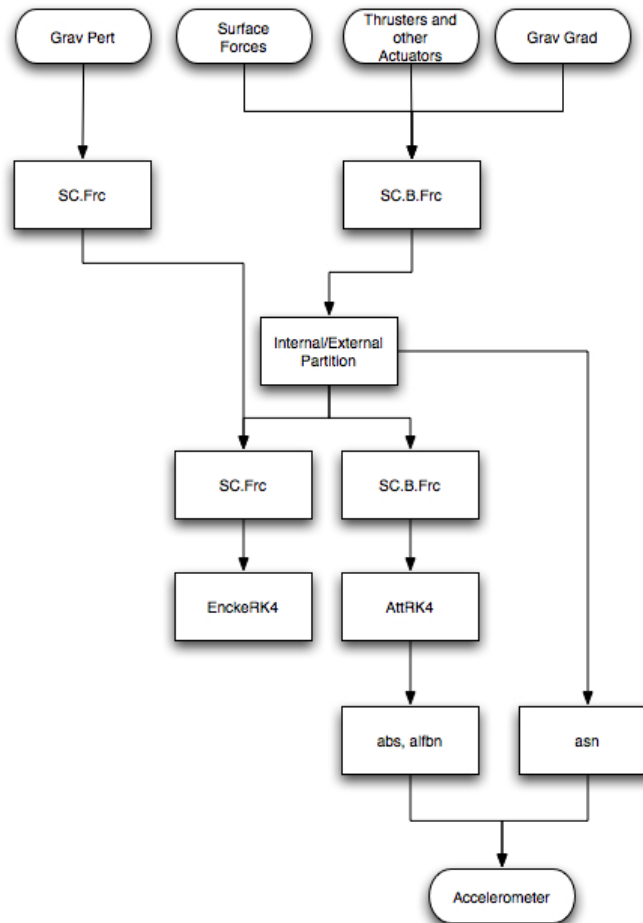 Grav Pert
Surface
Forces
Thrusters and
other
Actuators
Grav Grad
SC.Frc
SC.B.Frc
Internal/External
Partition
SC.Frc
SC.B.Frc
EnckeRK4
AttRK4
abs, alfbn
asn
Accelerometer